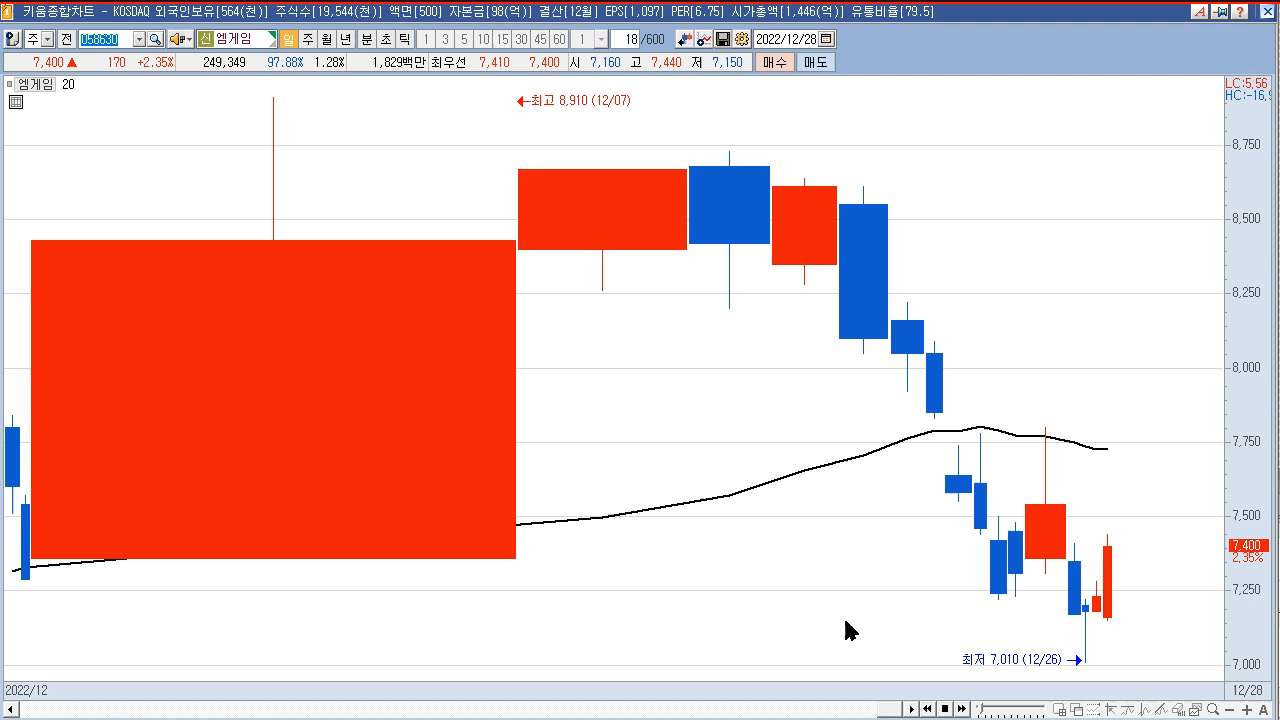 키움종합차트 - KOSDAQ 외국인보유[564(천)] 주식수[19,544(천)] 액면[500] 자본금[98(억)] 결산[12월] EPS[1,097] PER[6.75] 시가총액[1,446(억)] 유통비율[79.5]
주 전 058630 신 엠게임 일 주 월 년 분 초 틱 1 3 5 10 15 30 45 60 1 18 /600 2022/12/28
7,400 ▲ 170 +2.35% 249,349 97.88% 1.28% 1,829백만 최우선 7,410 7,400 시 7,160 고 7,440 저 7,150 매수 매도
엠게임 20
LC:5,56
HC:-16,9
←최고 8,910 (12/07)
8,750
8,500
8,250
8,000
7,750
7,500
7,400
2,35%
7,250
최저 7,010 (12/26) →
7,000
2022/12
12/28